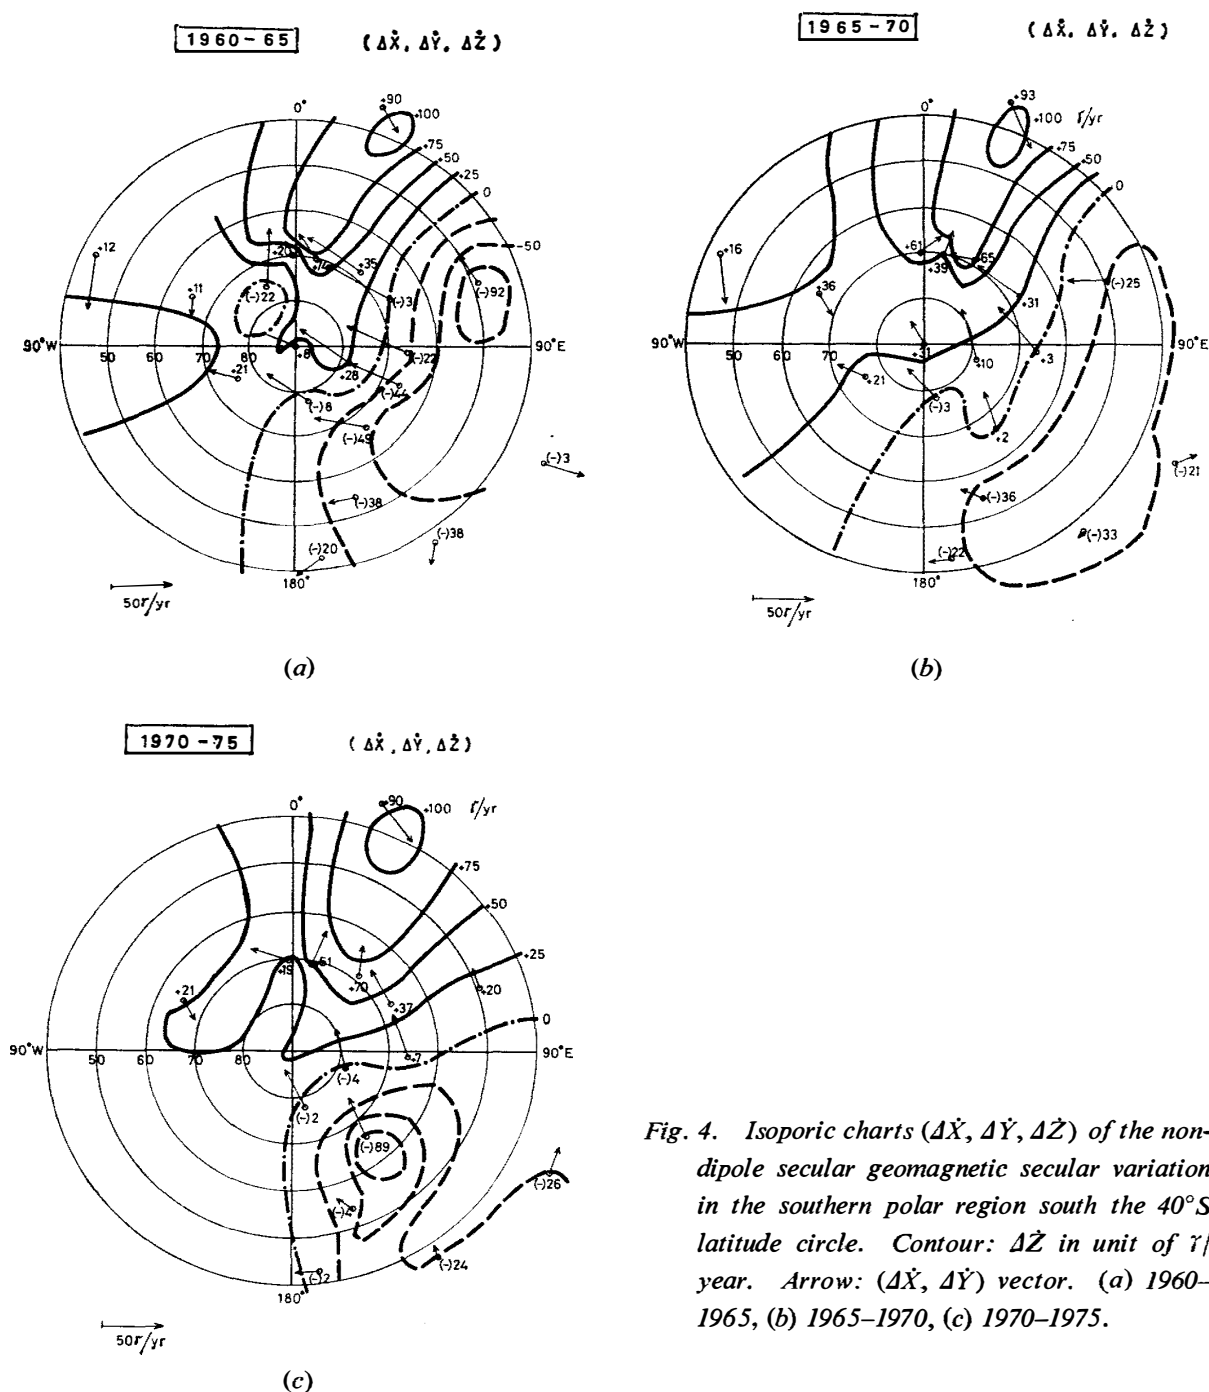 1960-65 (ΔẊ, ΔẎ, ΔŻ)
+90
0°
+100
+75
+50
+25
0
-50
+12
+20
+35
(-)22
(-)3
(-)92
+11
90°W
50 60 70 80
+8
(-)22
90°E
+21
+28
(-)44
(-)8
(-)49
(-)3
(-)38
(-)38
(-)20
180°
50γ/yr
(a)
1965-70 (ΔẊ, ΔẎ, ΔŻ)
+93
0°
+100 γ/yr
+75
+50
0
+16
+61
+39
+65
(-)25
+36
+31
90°W
50 60 70
+31
+10
+3
90°E
+21
(-)3
+2
(-)21
(-)36
(-)33
(-)22
180°
50γ/yr
(b)
1970-75 (ΔẊ, ΔẎ, ΔŻ)
+90
0°
+100 γ/yr
+75
+50
+25
+19
+51
+70
+21
+37
+20
0
90°W
50 60 70 80
+7
90°E
(-)4
(-)2
(-)89
(-)26
(-)4
(-)24
(-)2
180°
50γ/yr
(c)
Fig. 4. Isoporic charts (ΔẊ, ΔẎ, ΔŻ) of the non-
dipole secular geomagnetic secular variation
in the southern polar region south the 40°S
latitude circle. Contour: ΔŻ in unit of γ/
year. Arrow: (ΔẊ, ΔẎ) vector. (a) 1960–
1965, (b) 1965–1970, (c) 1970–1975.